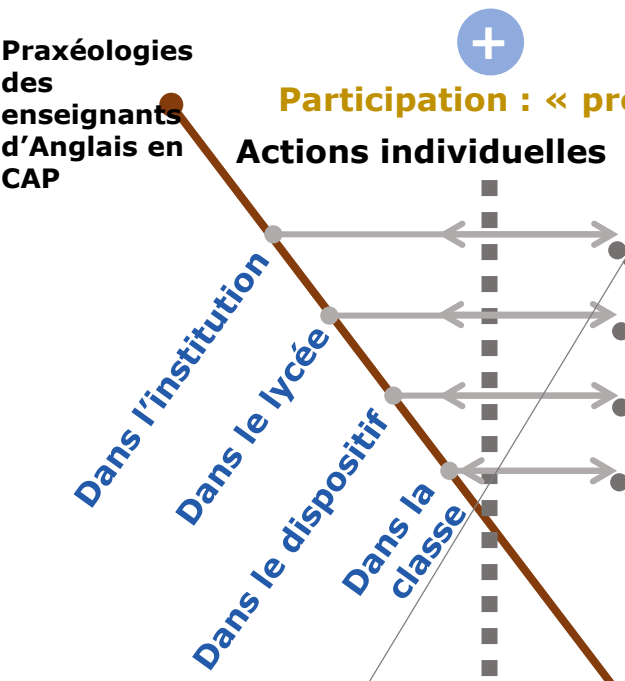 Praxéologies
des
enseignants
d’Anglais en
CAP
+
Participation : «
Actions individuelles
Dans l’institution
Dans le lycée
Dans le dispositif
Dans la
classe